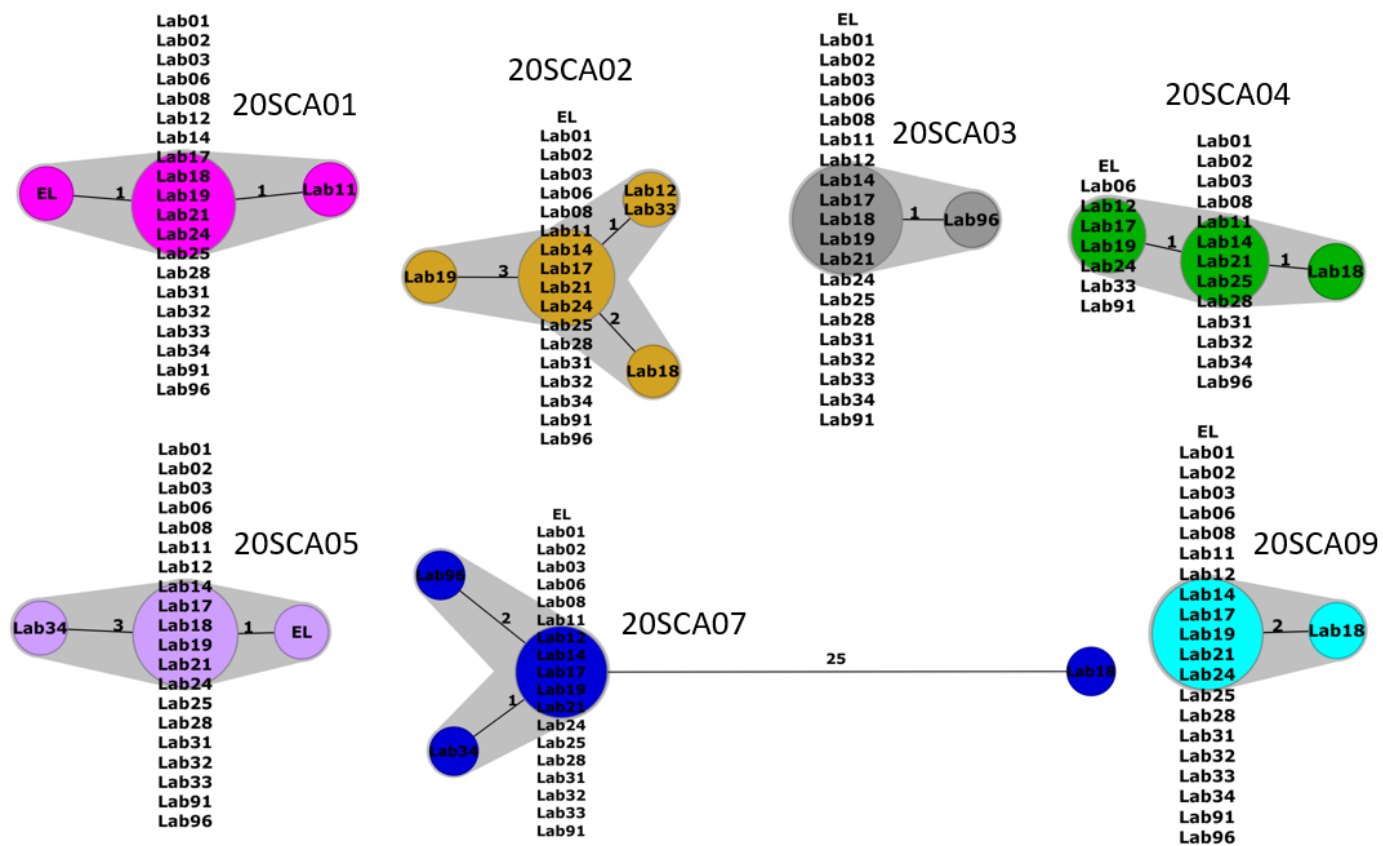 20SCA01
Lab01
Lab02
Lab03
Lab06
Lab08
Lab12
Lab14
Lab17
Lab18
Lab19
Lab21
Lab24
Lab25
Lab28
Lab31
Lab32
Lab33
Lab34
Lab91
Lab96
EL
1
1
Lab11
20SCA02
EL
Lab01
Lab02
Lab03
Lab06
Lab08
Lab11
Lab14
Lab17
Lab21
Lab24
Lab25
Lab28
Lab31
Lab32
Lab34
Lab91
Lab96
Lab12
Lab33
1
Lab19
3
2
Lab18
20SCA03
EL
Lab01
Lab02
Lab03
Lab06
Lab08
Lab11
Lab12
Lab14
Lab17
Lab18
Lab19
Lab21
Lab24
Lab25
Lab28
Lab31
Lab32
Lab33
Lab34
Lab91
1
Lab96
20SCA04
EL
Lab06
Lab12
Lab17
Lab19
Lab24
Lab33
Lab91
1
Lab01
Lab02
Lab03
Lab08
Lab11
Lab14
Lab21
Lab25
Lab28
Lab31
Lab32
Lab34
Lab96
1
Lab18
20SCA05
Lab01
Lab02
Lab03
Lab06
Lab08
Lab11
Lab12
Lab14
Lab17
Lab18
Lab19
Lab21
Lab24
Lab25
Lab28
Lab31
Lab32
Lab33
Lab91
Lab96
Lab34
3
1
EL
20SCA07
EL
Lab01
Lab02
Lab03
Lab06
Lab08
Lab11
Lab12
Lab14
Lab17
Lab19
Lab21
Lab24
Lab25
Lab28
Lab31
Lab32
Lab33
Lab91
Lab96
2
1
Lab34
25
Lab18
20SCA09
EL
Lab01
Lab02
Lab03
Lab06
Lab08
Lab11
Lab12
Lab14
Lab17
Lab19
Lab21
Lab24
Lab25
Lab28
Lab31
Lab32
Lab33
Lab34
Lab91
Lab96
2
Lab18